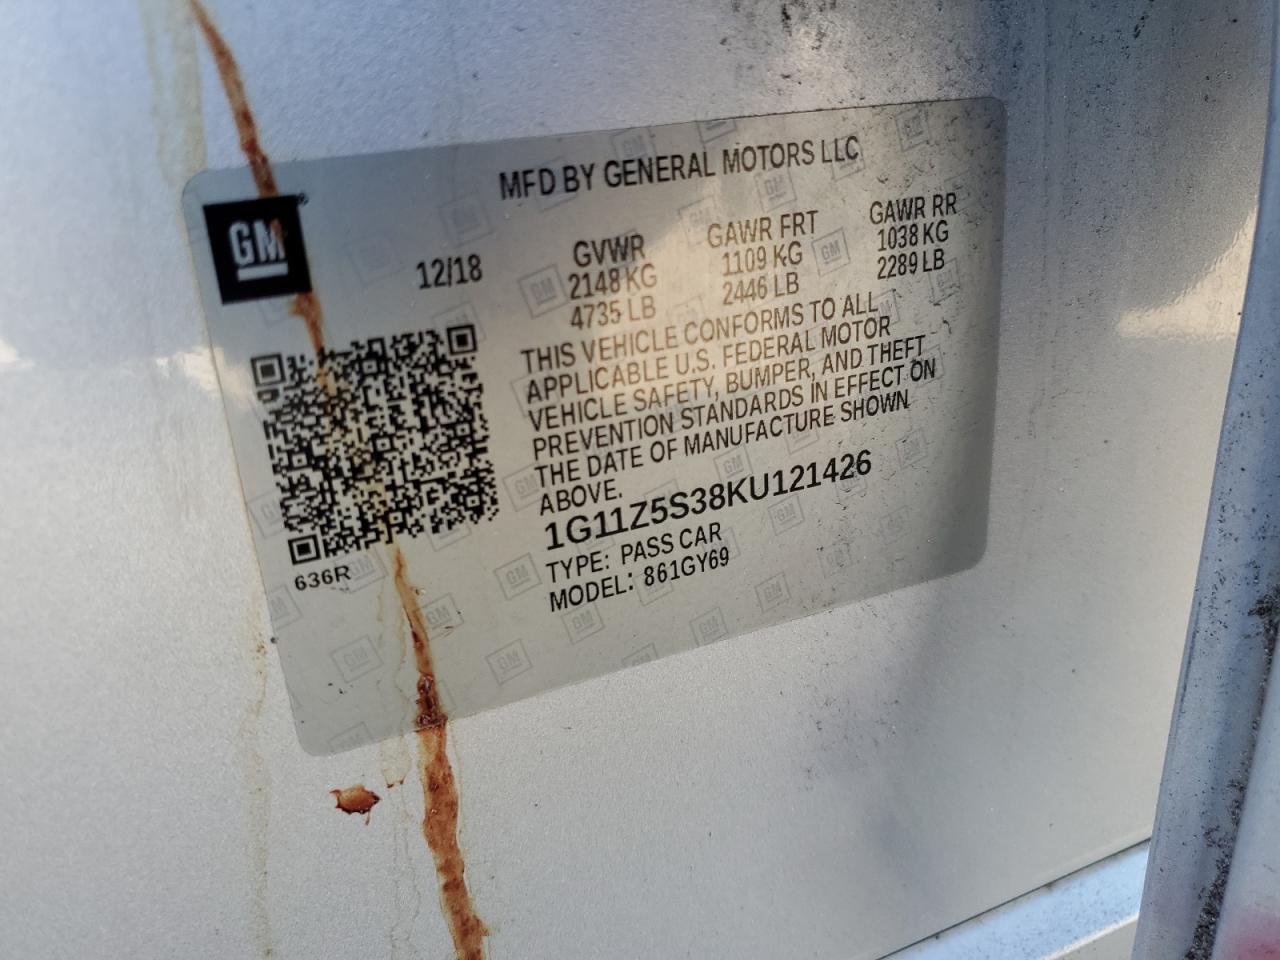 MFD BY GENERAL MOTORS LLC
GM®
12/18
GVWR
2148 KG
4735 LB
GAWR FRT
1109 KG
2446 LB
GAWR RR
1038 KG
2289 LB
THIS VEHICLE CONFORMS TO ALL
APPLICABLE U.S. FEDERAL MOTOR
VEHICLE SAFETY, BUMPER, AND THEFT
PREVENTION STANDARDS IN EFFECT ON
THE DATE OF MANUFACTURE SHOWN
ABOVE.
1G11Z5S38KU121426
TYPE: PASS CAR
MODEL: 861GY69
636R